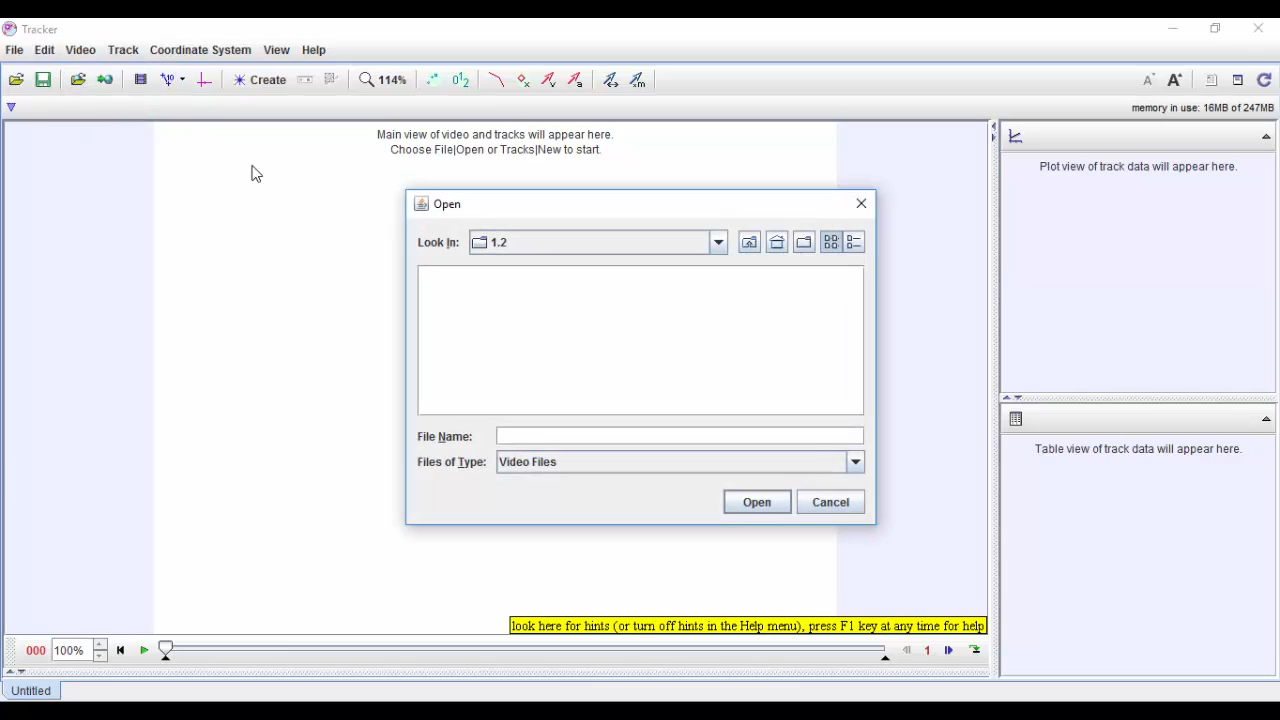 Tracker
File Edit Video Track Coordinate System View Help
Create 114%
memory in use: 16MB of 247MB
Main view of video and tracks will appear here.
Choose File|Open or Tracks|New to start.
Plot view of track data will appear here.
Open
Look In: 1.2
File Name:
Files of Type: Video Files
Open Cancel
Table view of track data will appear here.
look here for hints (or turn off hints in the Help menu), press F1 key at any time for help
000 100% 1
Untitled